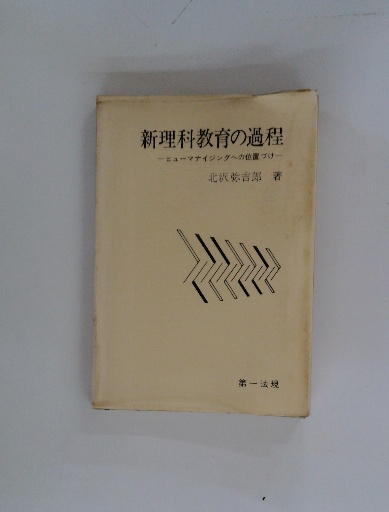 新理科教育の過程
―ヒューマナイジングへの位置づけ―
北沢弥吉郎 著
第一法規